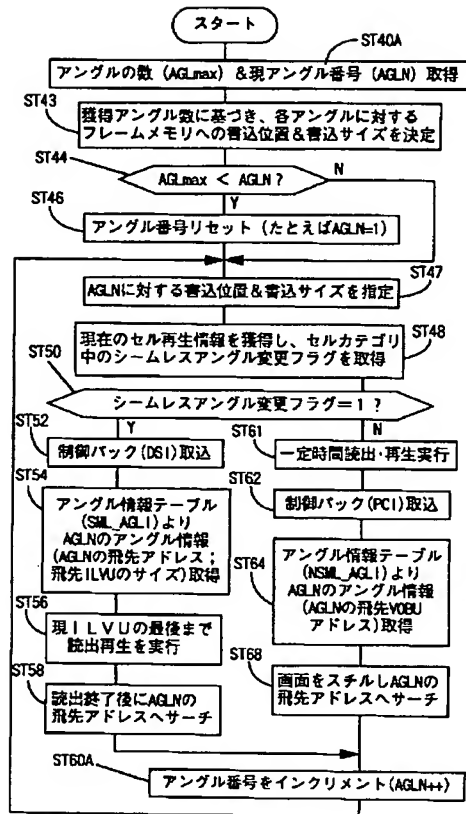 スタート
ST40A
アングルの数(AGLmax)&現アングル番号(AGLN)取得
ST43
獲得アングル数に基づき、各アングルに対する
フレームメモリへの書込位置&書込サイズを決定
ST44
AGLmax < AGLN?
N
Y
ST46
アングル番号リセット(たとえばAGLN=1)
ST47
AGLNに対する書込位置&書込サイズを指定
ST48
現在のセル再生情報を獲得し、セルカテゴリ
中のシームレスアングル変更フラグを取得
ST50
シームレスアングル変更フラグ=1?
Y
N
ST52
制御パック(DSI)取込
ST61
一定時間読出・再生実行
ST54
アングル情報テーブル
(SML_AGLI)より
AGLNのアングル情報
(AGLNの飛先アドレス;
飛先ILVUのサイズ)取得
ST62
制御パック(PCI)取込
ST64
アングル情報テーブル
(NSML_AGLI)より
AGLNのアングル情報
(AGLNの飛先VOBU
アドレス)取得
ST56
現ILVUの最後まで
読出再生を実行
ST58
読出終了後にAGLNの
飛先アドレスへサーチ
ST68
画面をスチルしAGLNの
飛先アドレスへサーチ
ST60A
アングル番号をインクリメント(AGLN++)